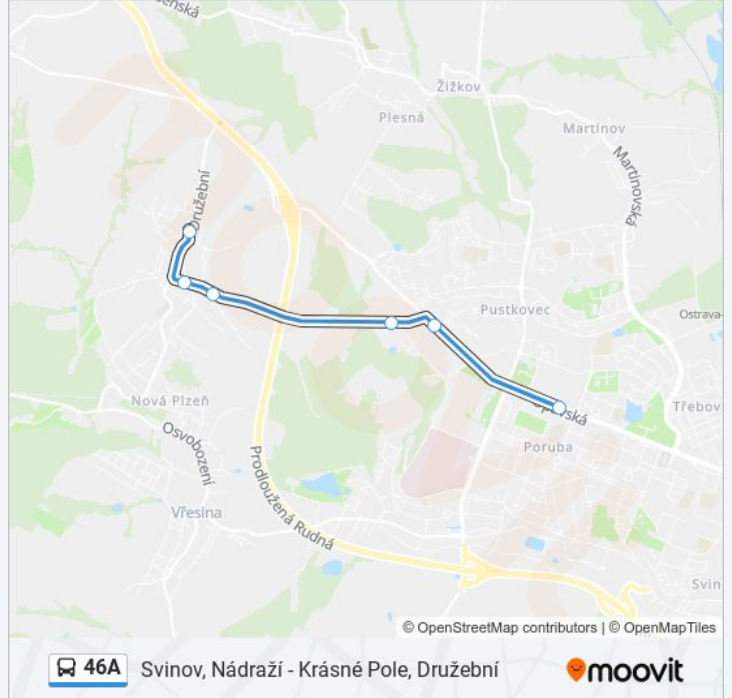 Žižkov
Plesná
Martinov
Martinovská
Družební
Pustkovec
Ostrava-
Nová Plzeň
Osvobození
Třebov
Poruba
Prodloužená Rudná
Vřesina
Svin
© OpenStreetMap contributors | © OpenMapTiles
46A Svinov, Nádraží - Krásné Pole, Družební
moovit